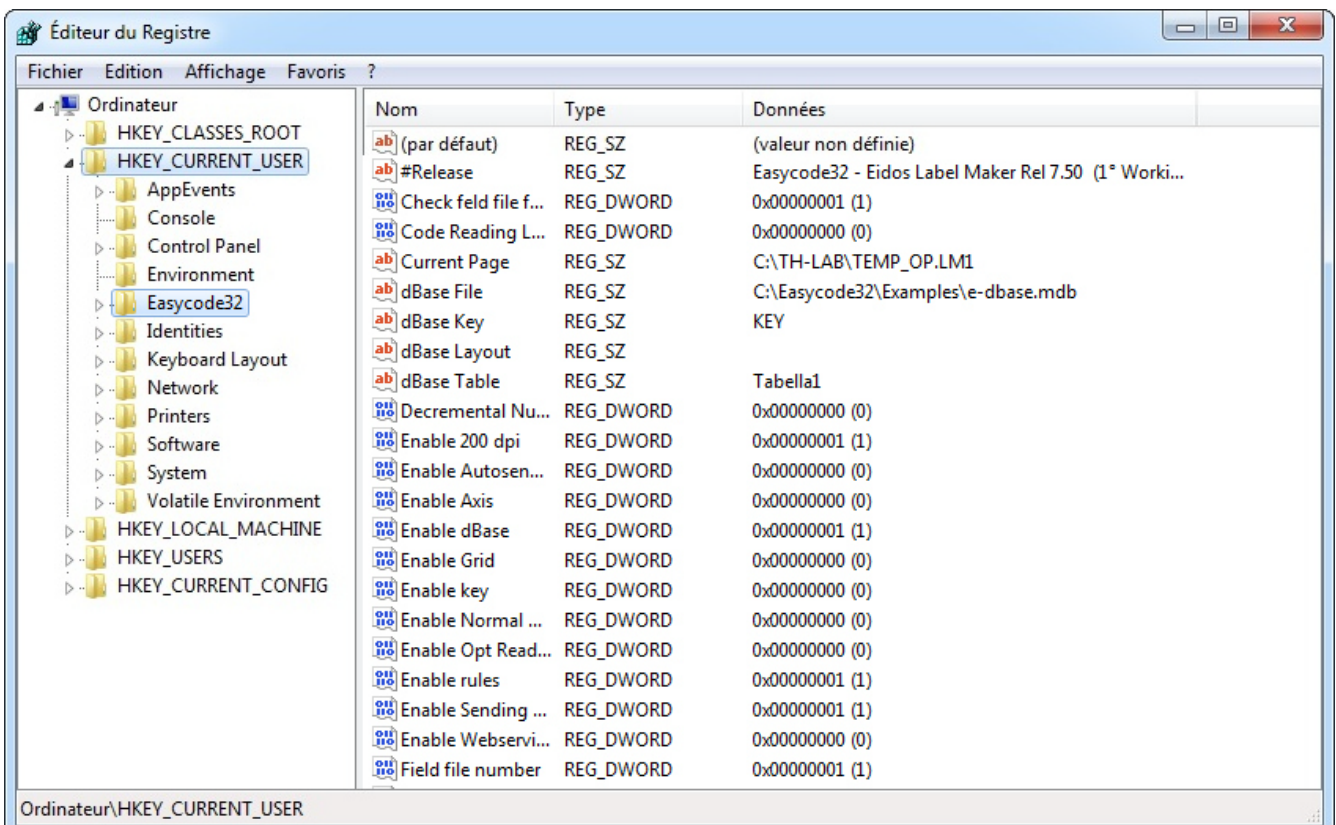 Éditeur du Registre
Fichier Edition Affichage Favoris ?
Ordinateur
HKEY_CLASSES_ROOT
HKEY_CURRENT_USER
AppEvents
Console
Control Panel
Environment
Easycode32
Identities
Keyboard Layout
Network
Printers
Software
System
Volatile Environment
HKEY_LOCAL_MACHINE
HKEY_USERS
HKEY_CURRENT_CONFIG
Nom Type Données
(par défaut) REG_SZ (valeur non définie)
#Release REG_SZ Easycode32 - Eidos Label Maker Rel 7.50 (1° Worki...
Check feld file f... REG_DWORD 0x00000001 (1)
Code Reading L... REG_DWORD 0x00000000 (0)
Current Page REG_SZ C:\TH-LAB\TEMP_OP.LM1
dBase File REG_SZ C:\Easycode32\Examples\e-dbase.mdb
dBase Key REG_SZ KEY
dBase Layout REG_SZ
dBase Table REG_SZ Tabella1
Decremental Nu... REG_DWORD 0x00000000 (0)
Enable 200 dpi REG_DWORD 0x00000001 (1)
Enable Autosen... REG_DWORD 0x00000000 (0)
Enable Axis REG_DWORD 0x00000000 (0)
Enable dBase REG_DWORD 0x00000001 (1)
Enable Grid REG_DWORD 0x00000000 (0)
Enable key REG_DWORD 0x00000000 (0)
Enable Normal ... REG_DWORD 0x00000000 (0)
Enable Opt Read... REG_DWORD 0x00000000 (0)
Enable rules REG_DWORD 0x00000001 (1)
Enable Sending ... REG_DWORD 0x00000001 (1)
Enable Webservi... REG_DWORD 0x00000000 (0)
Field file number REG_DWORD 0x00000001 (1)
Ordinateur\HKEY_CURRENT_USER